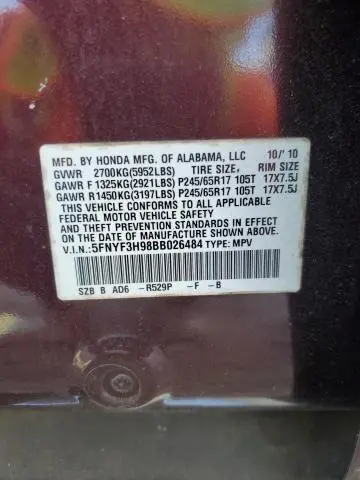 MFD. BY HONDA MFG. OF ALABAMA, LLC 10/'10
GVWR 2700KG(5952LBS) TIRE SIZE, RIM SIZE
GAWR F 1325KG(2921LBS) P245/65R17 105T 17X7.5J
GAWR R1450KG(3197LBS) P245/65R17 105T 17X7.5J
THIS VEHICLE CONFORMS TO ALL APPLICABLE
FEDERAL MOTOR VEHICLE SAFETY
AND THEFT PREVENTION STANDARDS IN EFFECT ON
THE DATE OF MANUFACTURE SHOWN ABOVE.
V.I.N.:5FNYF3H98BB026484 TYPE: MPV
SZB B AD6 -R529P -F -B